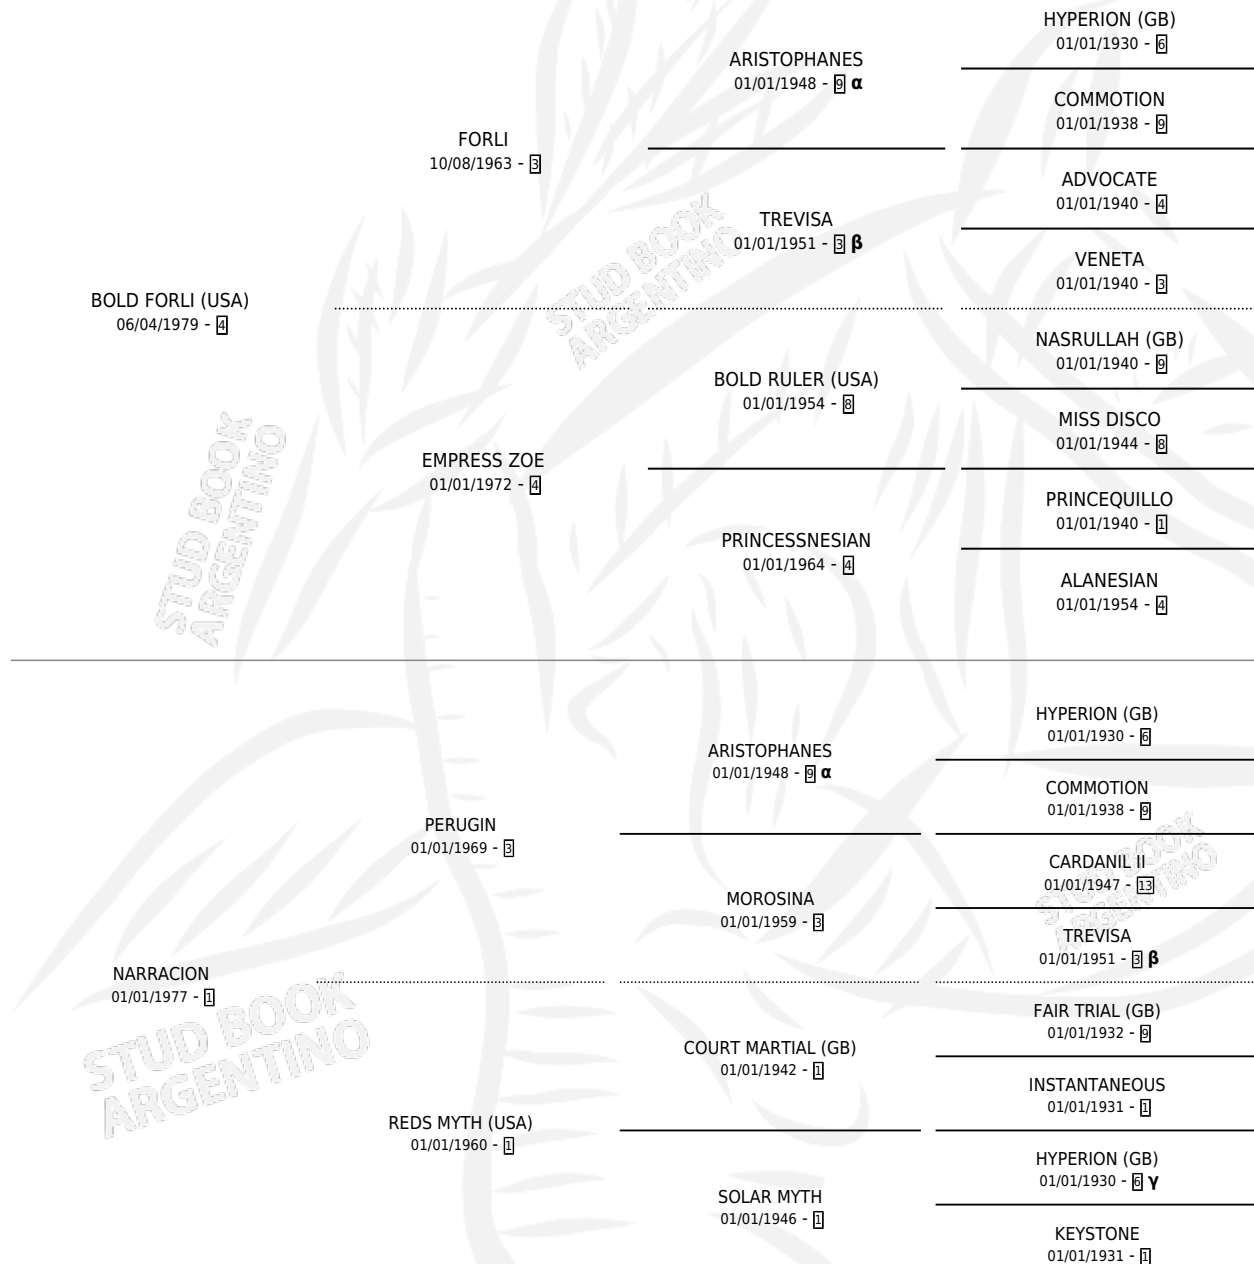 HYPERION (GB)
01/01/1930 - 6
ARISTOPHANES
01/01/1948 - 9 α
COMMOTION
01/01/1938 - 9
FORLI
10/08/1963 - 3
ADVOCATE
01/01/1940 - 4
TREVISA
01/01/1951 - 3 β
VENETA
01/01/1940 - 3
BOLD FORLI (USA)
06/04/1979 - 4
NASRULLAH (GB)
01/01/1940 - 9
BOLD RULER (USA)
01/01/1954 - 8
MISS DISCO
01/01/1944 - 8
EMPRESS ZOE
01/01/1972 - 4
PRINCEQUILLO
01/01/1940 - 1
PRINCESSNESIAN
01/01/1964 - 4
ALANESIAN
01/01/1954 - 4
HYPERION (GB)
01/01/1930 - 6
ARISTOPHANES
01/01/1948 - 9 α
COMMOTION
01/01/1938 - 9
PERUGIN
01/01/1969 - 3
CARDANIL II
01/01/1947 - 13
MOROSINA
01/01/1959 - 3
TREVISA
01/01/1951 - 3 β
NARRACION
01/01/1977 - 1
FAIR TRIAL (GB)
01/01/1932 - 9
COURT MARTIAL (GB)
01/01/1942 - 1
INSTANTANEOUS
01/01/1931 - 1
REDS MYTH (USA)
01/01/1960 - 1
HYPERION (GB)
01/01/1930 - 6 γ
SOLAR MYTH
01/01/1946 - 1
KEYSTONE
01/01/1931 - 1
STUD BOOK
ARGENTINO
STUD BOOK
ARGENTINO
STUD BOOK
ARGENTINO
STUD BOOK
ARGENTINO